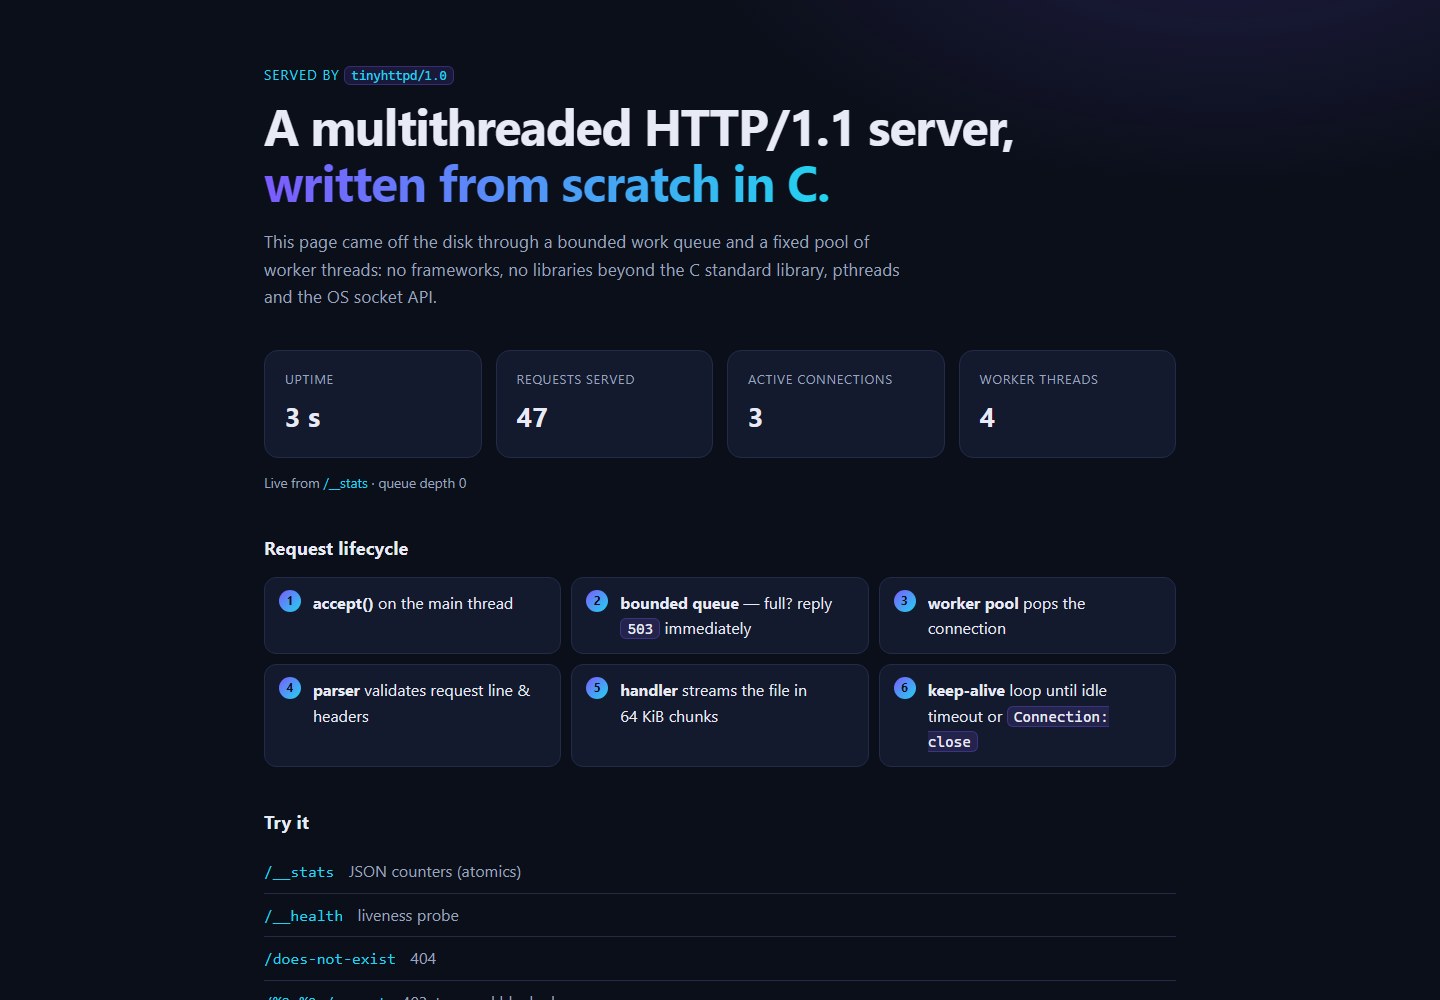 SERVED BY tinyhttpd/1.0
A multithreaded HTTP/1.1 server,
written from scratch in C.
This page came off the disk through a bounded work queue and a fixed pool of
worker threads: no frameworks, no libraries beyond the C standard library, pthreads
and the OS socket API.
UPTIME
3 s
REQUESTS SERVED
47
ACTIVE CONNECTIONS
3
WORKER THREADS
4
Live from /__stats · queue depth 0
Request lifecycle
1 accept() on the main thread
2 bounded queue — full? reply
503 immediately
3 worker pool pops the
connection
4 parser validates request line &
headers
5 handler streams the file in
64 KiB chunks
6 keep-alive loop until idle
timeout or Connection:
close
Try it
/__stats JSON counters (atomics)
/__health liveness probe
/does-not-exist 404